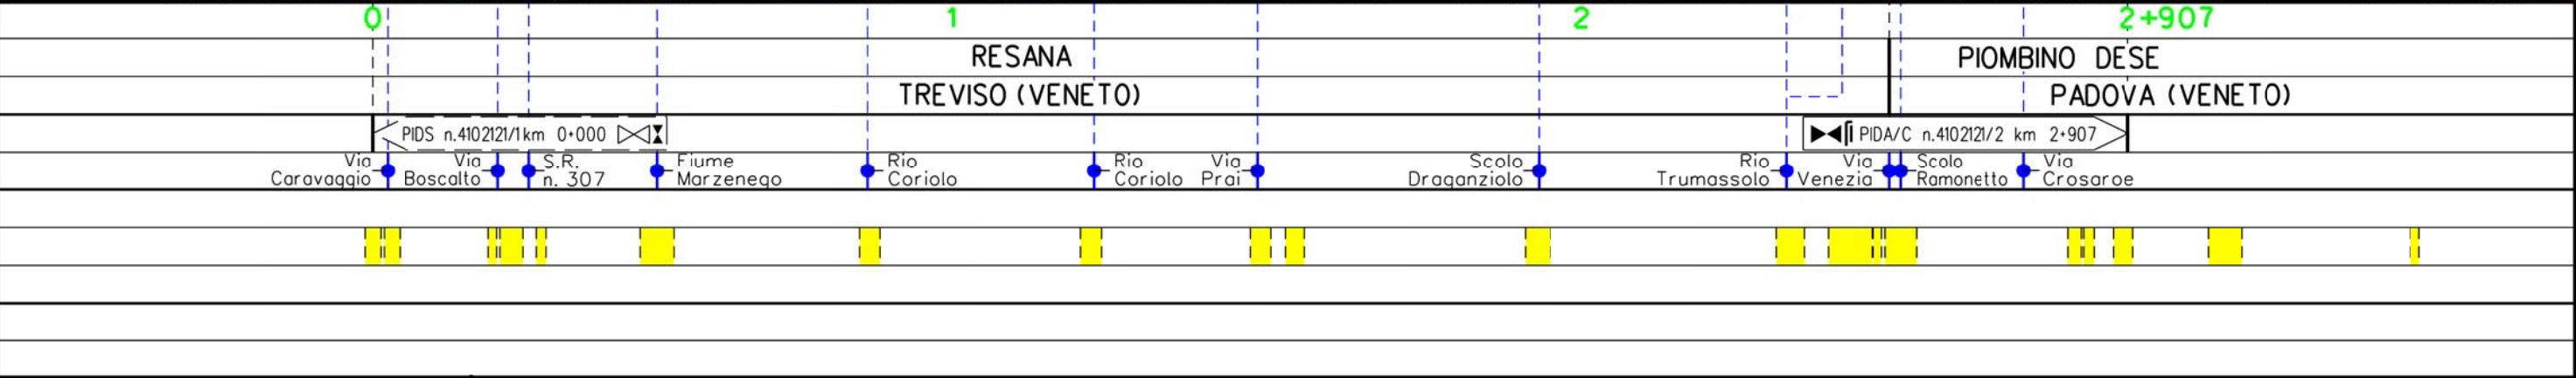 0 1 2 2+907
RESANA PIOMBINO DESE
TREVISO (VENETO) PADOVA (VENETO)
PIDS n.4102121/1 km 0+000 PIDA/C n.4102121/2 km 2+907
Via Via S.R. Fiume Rio Rio Via Scolo Rio Via Scolo Via
Caravaggio Boscalto n. 307 Marzenego Coriolo Coriolo Prai Draganziolo Trumassolo Venezia Ramonetto Crosaroe